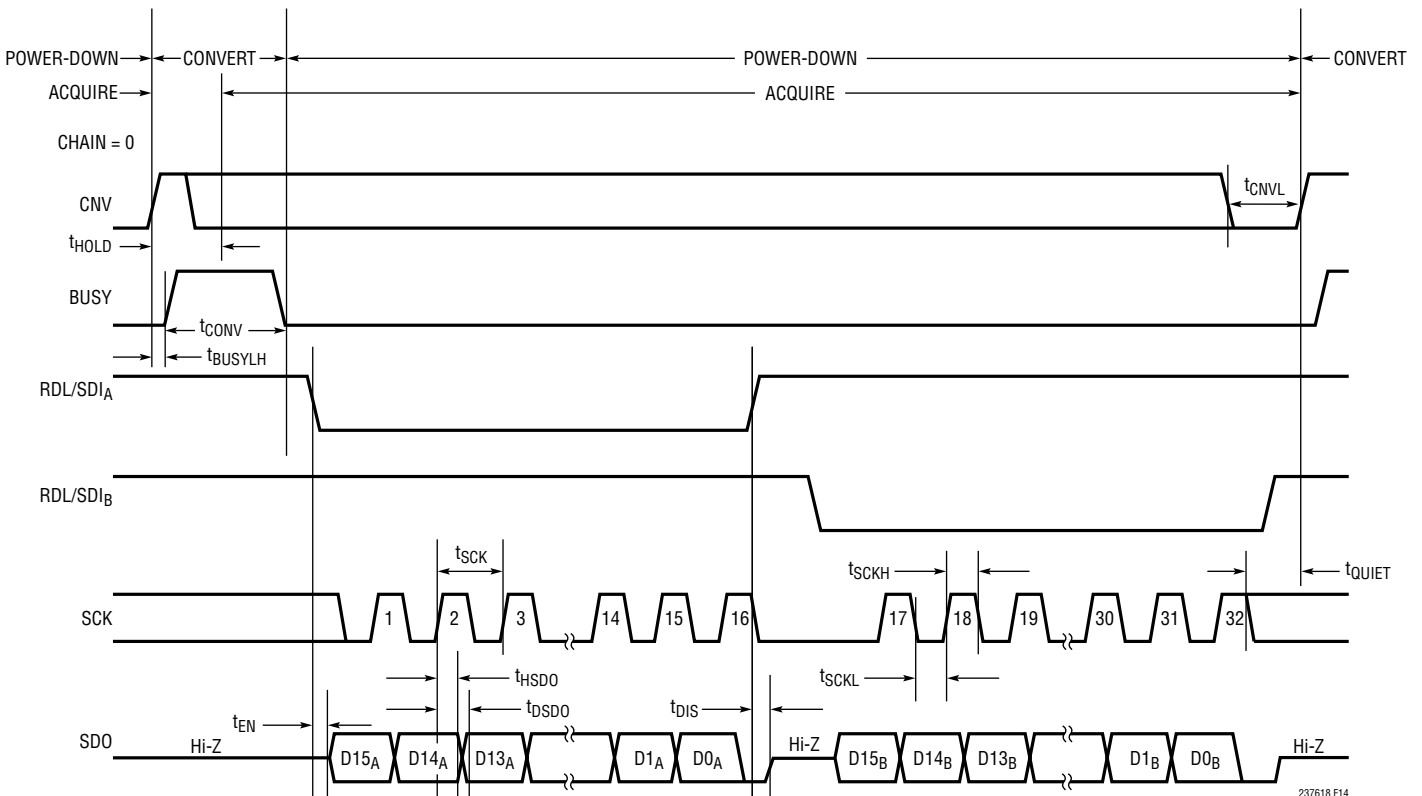 POWER-DOWN CONVERT POWER-DOWN CONVERT
ACQUIRE ACQUIRE
CHAIN = 0
CNV tCNVL
tHOLD
BUSY
tCONV
tBUSYLH
RDL/SDIA
RDL/SDIB
tSCK tSCKH tQUIET
SCK 1 2 3 14 15 16 17 18 19 30 31 32
tHSDO tSCKL
tEN tDSDO tDIS
SDO Hi-Z D15A D14A D13A D1A D0A Hi-Z D15B D14B D13B D1B D0B Hi-Z
237618 F14